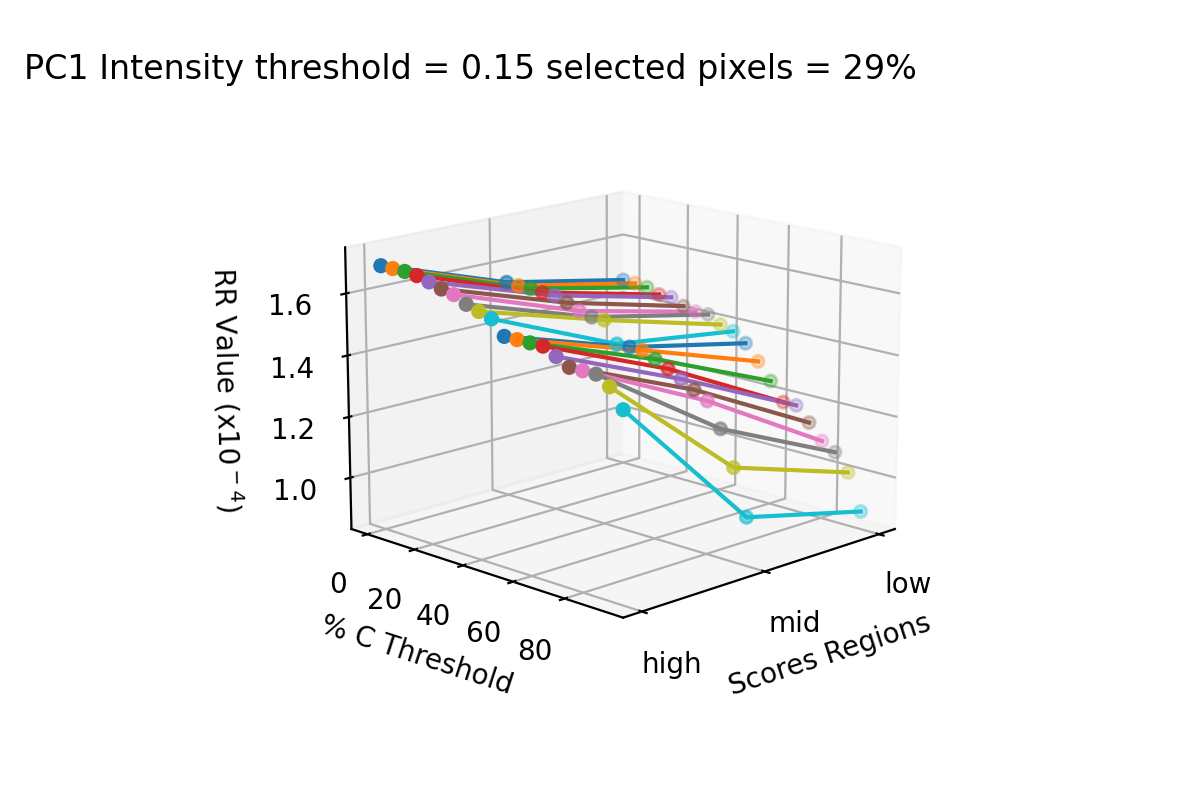 PC1 Intensity threshold = 0.15 selected pixels = 29%
RR Value (x10⁻⁴)
1.6
1.4
1.2
1.0
0
20
40
60
80
% C Threshold
high
mid
low
Scores Regions